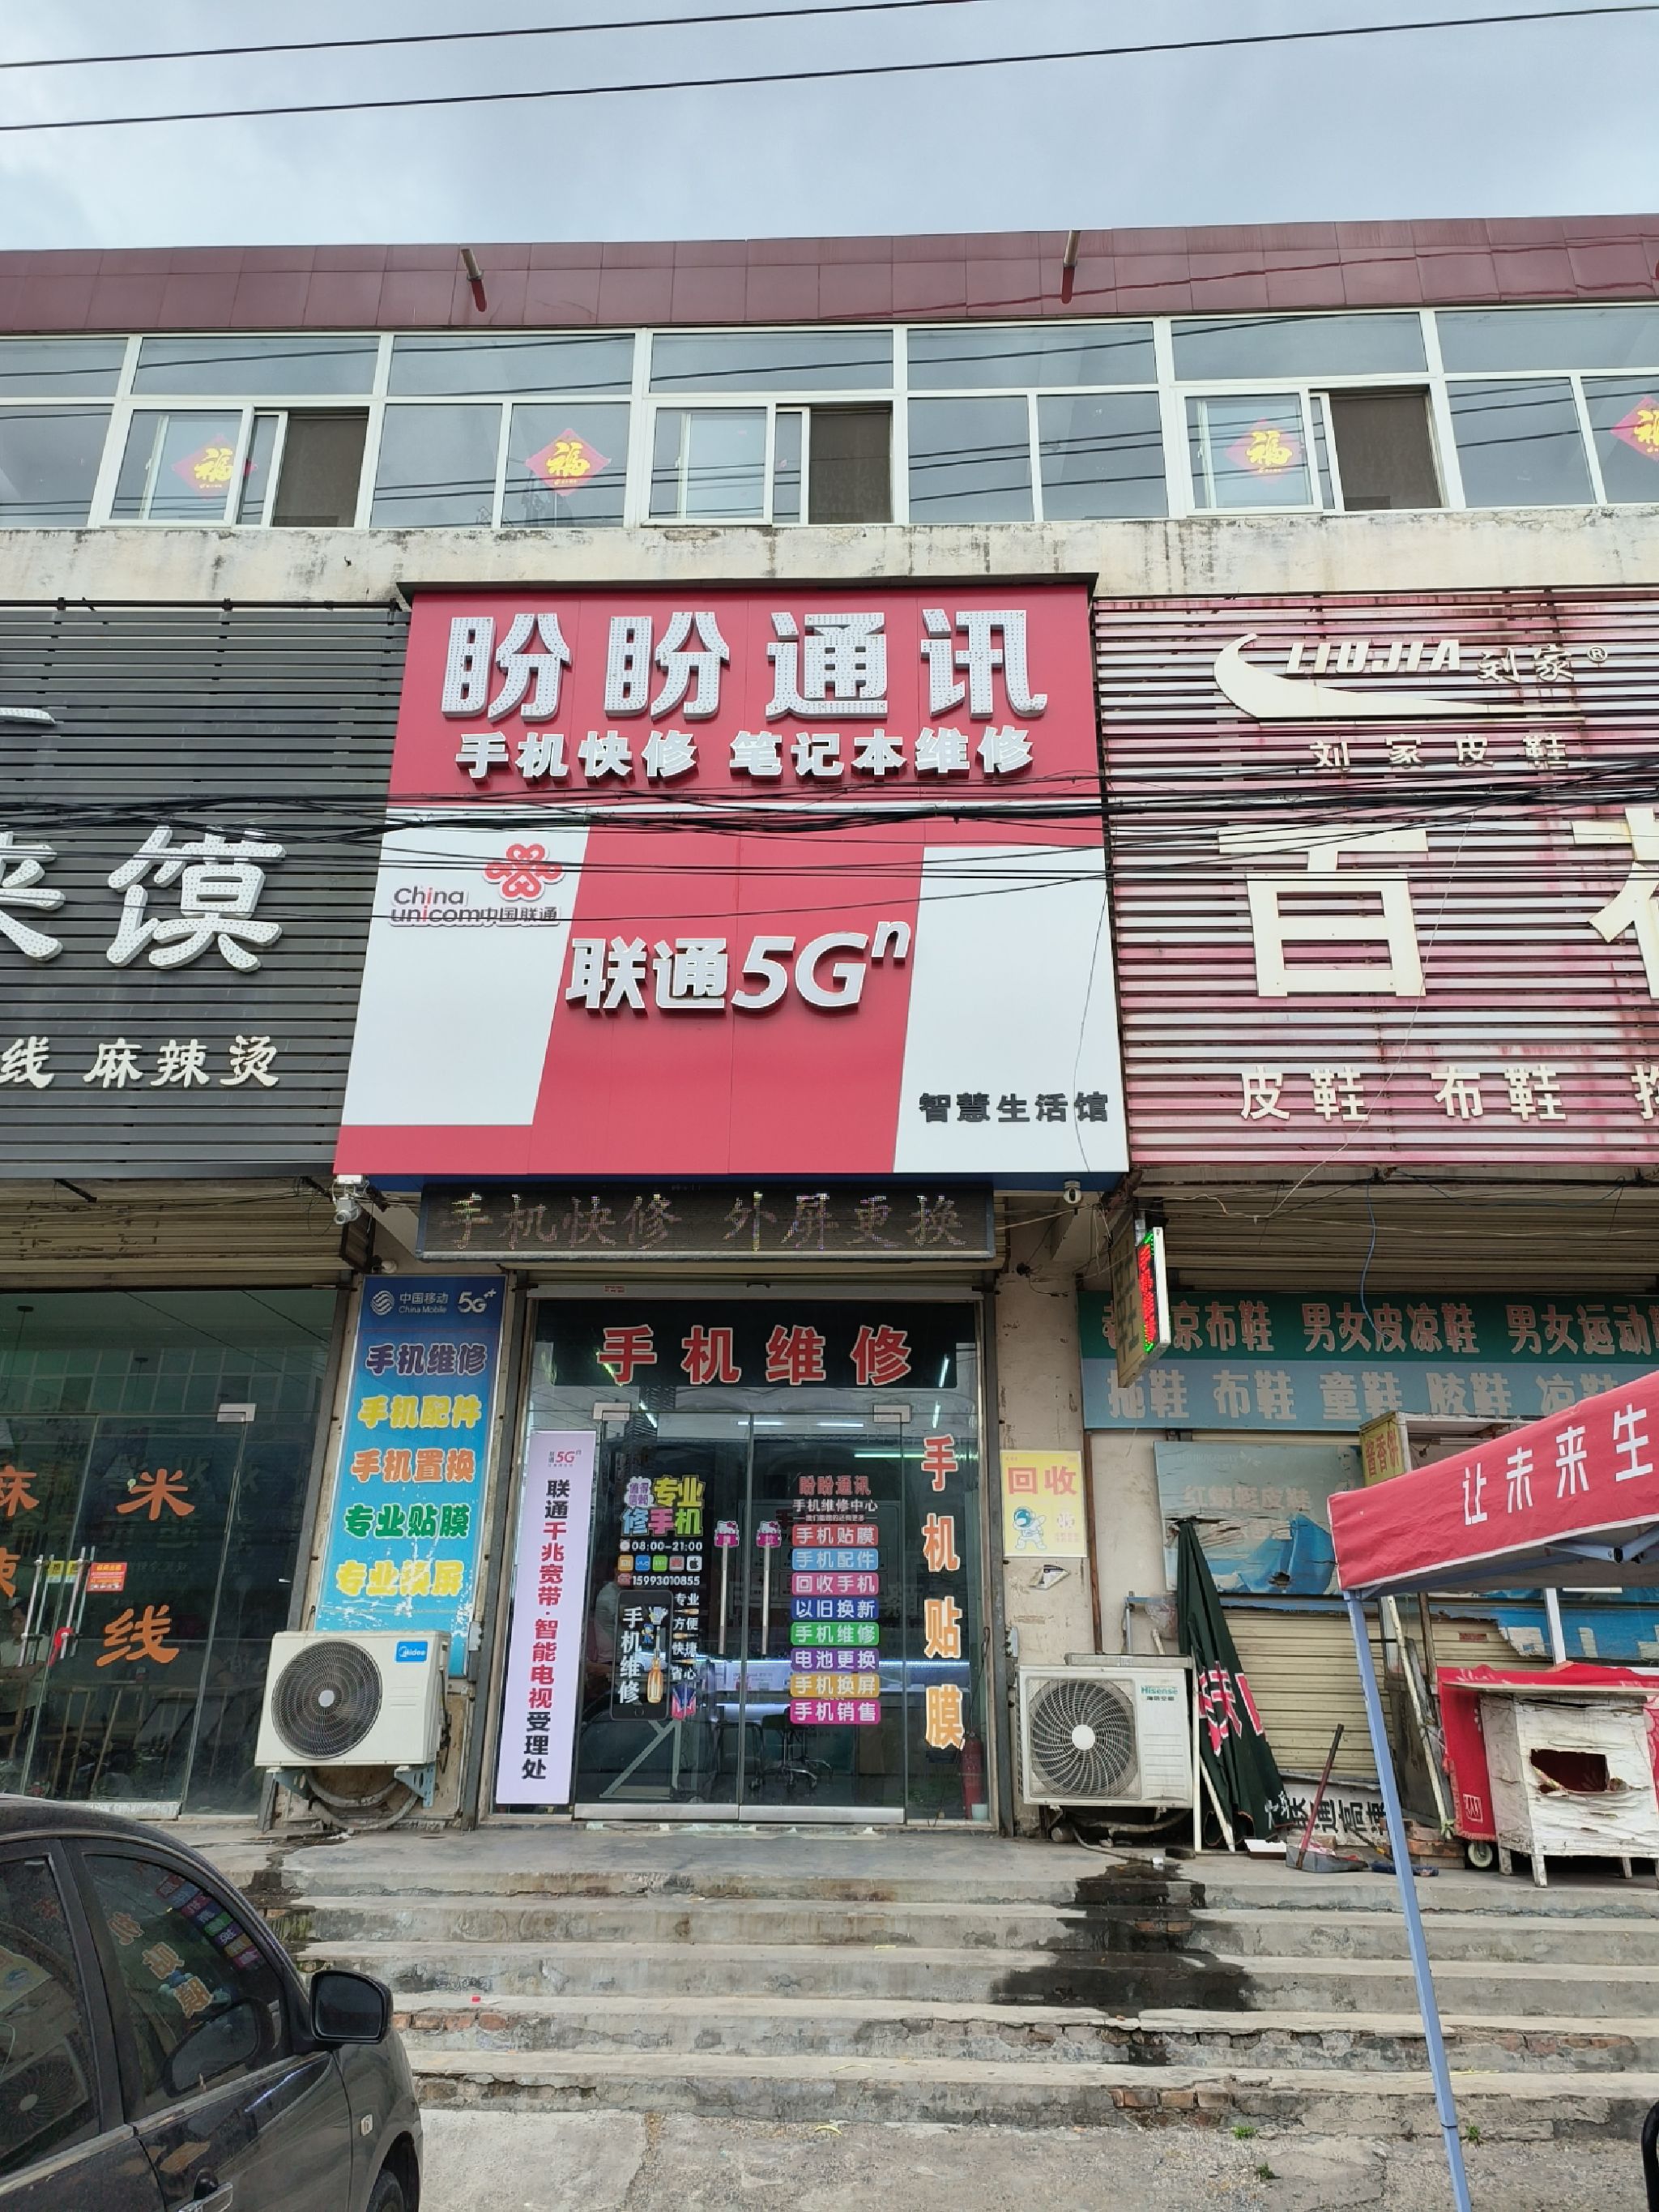 福
福
福
盼盼通讯
手机快修 笔记本维修
China
unicom中国联通
联通5Gⁿ
智慧生活馆
馍
线 麻辣烫
LIUJIA 刘家®
刘家皮鞋
百
皮鞋 布鞋
手机快修 外屏更换
中国移动
China Mobile
5G
手机维修
手机配件
手机置换
专业贴膜
专业换屏
手机维修
5Gⁿ
联通千兆宽带·智能电视受理处
专业
修手机
08:00-21:00
15993010855
手机维修
专业
方便
快捷
省心
盼盼通讯
手机维修中心
手机贴膜
手机配件
回收手机
以旧换新
手机维修
电池更换
手机换屏
手机销售
手机贴膜
回收
米
线
Midea
Hisense
凉布鞋 男女皮凉鞋 男女运动
拖鞋 布鞋 童鞋
让未来生